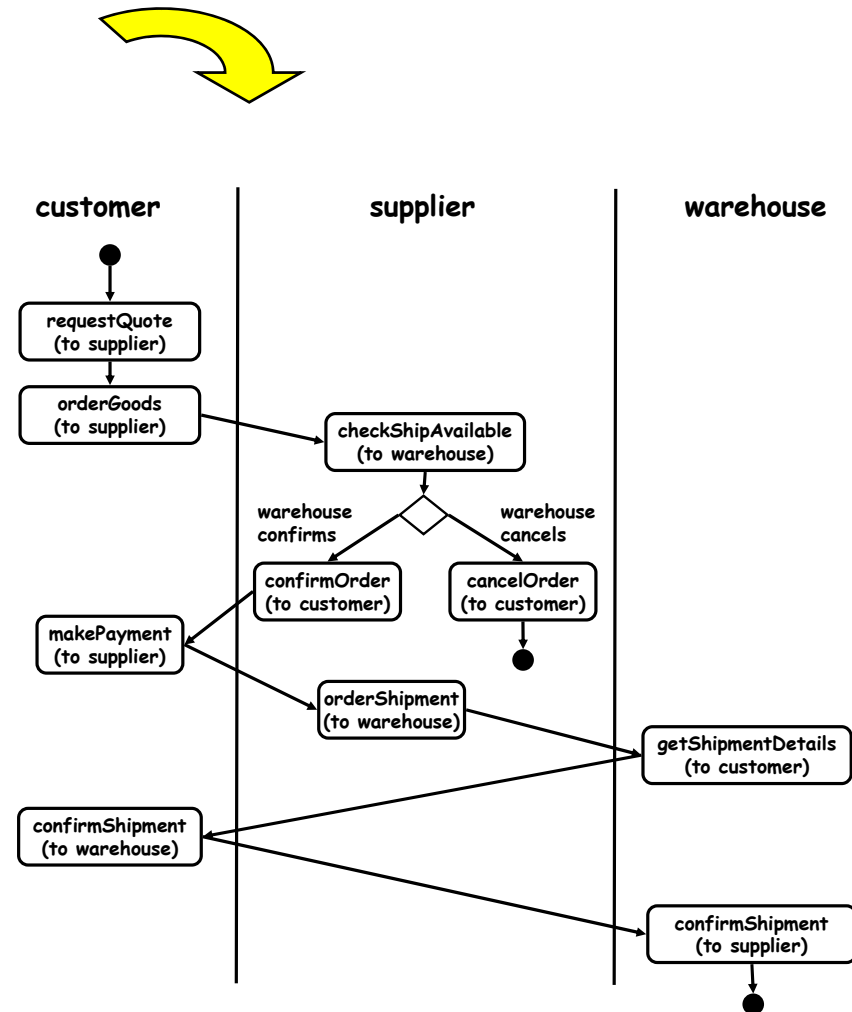 customer
supplier
warehouse
requestQuote
(to supplier)
orderGoods
(to supplier)
checkShipAvailable
(to warehouse)
warehouse
confirms
warehouse
cancels
confirmOrder
(to customer)
cancelOrder
(to customer)
makePayment
(to supplier)
orderShipment
(to warehouse)
getShipmentDetails
(to customer)
confirmShipment
(to warehouse)
confirmShipment
(to supplier)